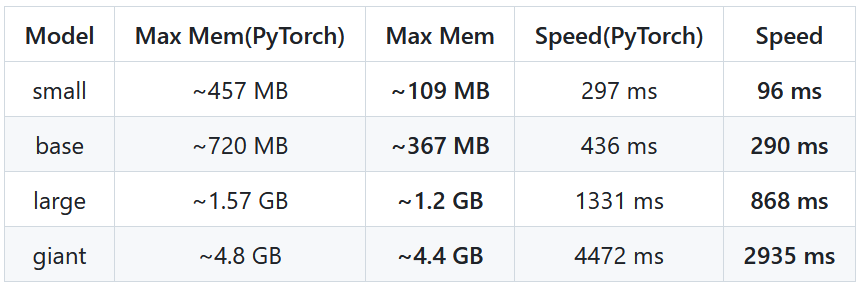 Model Max Mem(PyTorch) Max Mem Speed(PyTorch) Speed
small ~457 MB ~109 MB 297 ms 96 ms
base ~720 MB ~367 MB 436 ms 290 ms
large ~1.57 GB ~1.2 GB 1331 ms 868 ms
giant ~4.8 GB ~4.4 GB 4472 ms 2935 ms